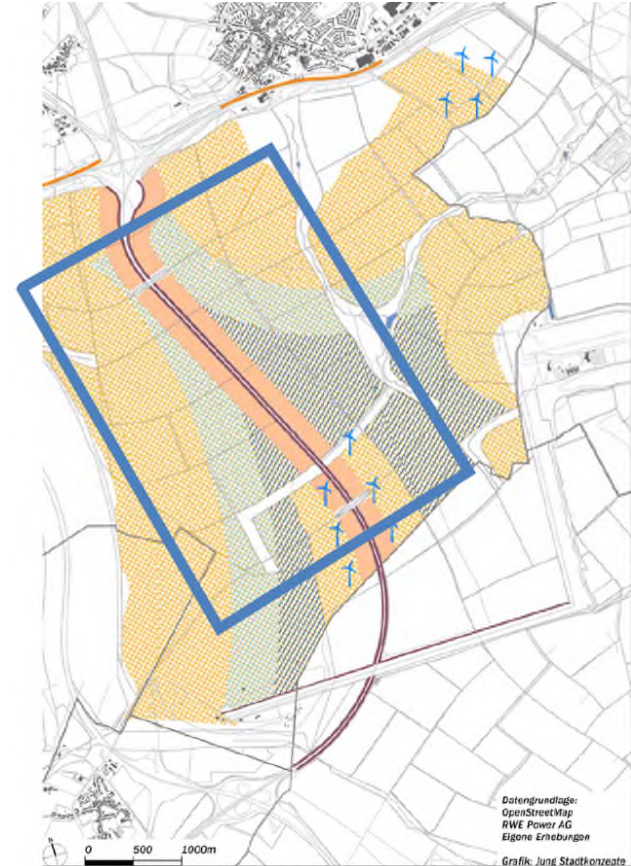 Datengrundlage:
OpenStreetMap
RWE Power AG
Eigene Erhebungen
Grafik: Jung Stadtkonzepte
N
0 500 1000m